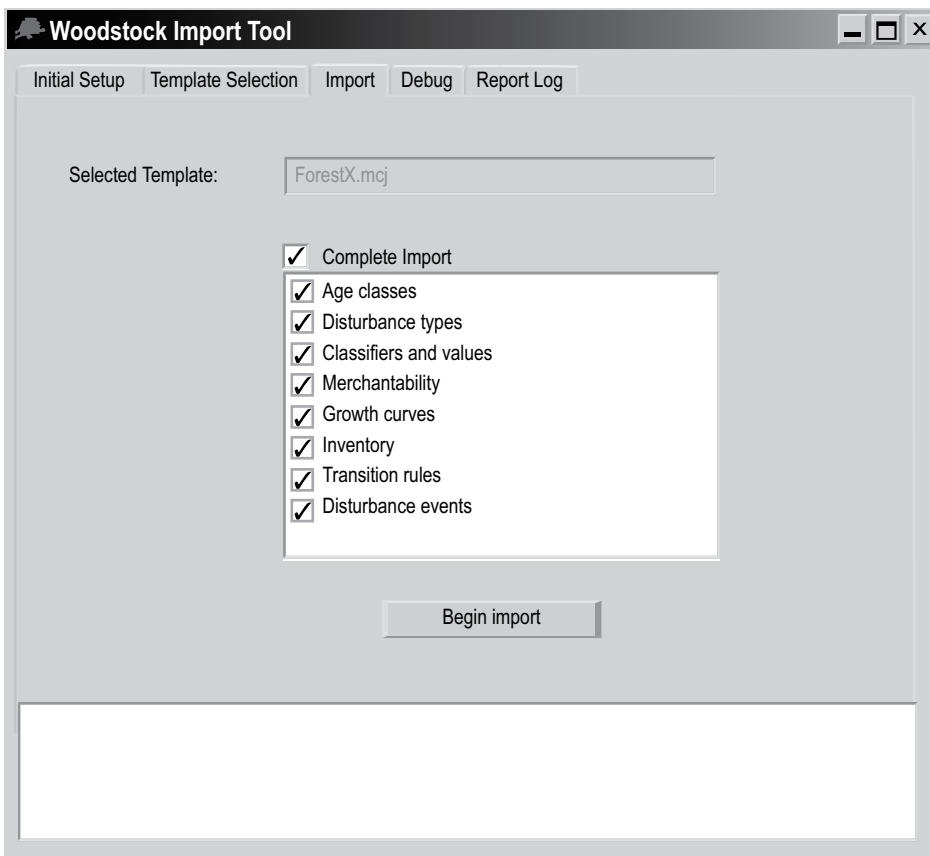 Woodstock Import Tool
Initial Setup Template Selection Import Debug Report Log
Selected Template: ForestX.mcj
Complete Import
Age classes
Disturbance types
Classifiers and values
Merchantability
Growth curves
Inventory
Transition rules
Disturbance events
Begin import